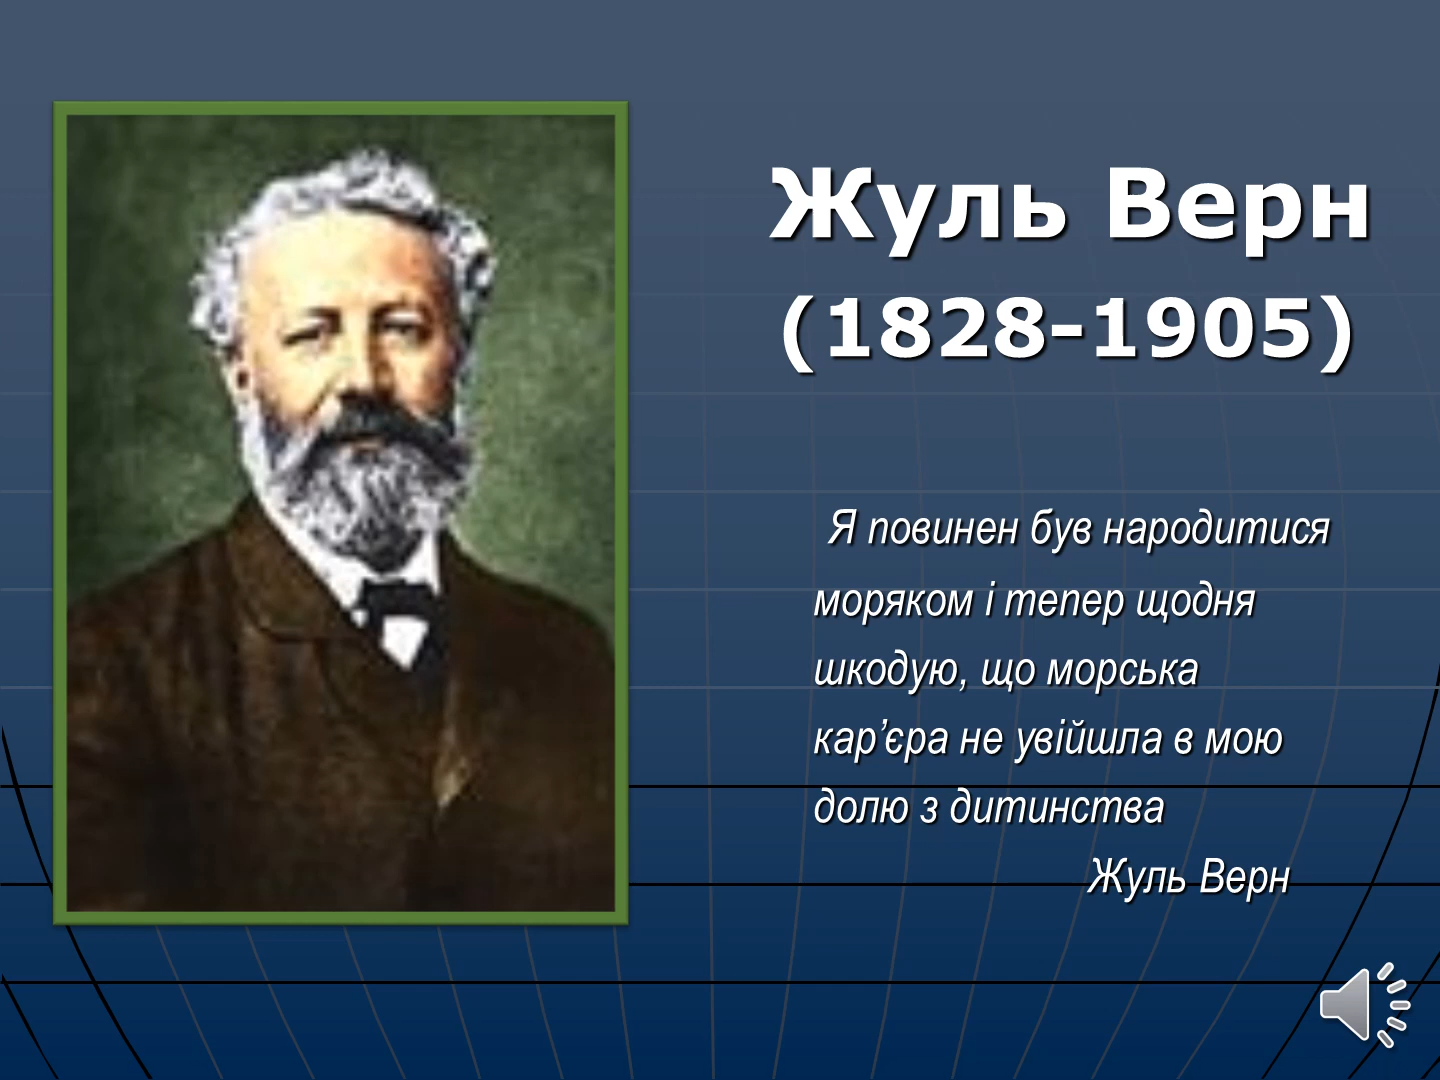 Жуль Верн
(1828-1905)
Я повинен був народитися
моряком і тепер щодня
шкодую, що морська
кар’єра не увійшла в мою
долю з дитинства
Жуль Верн